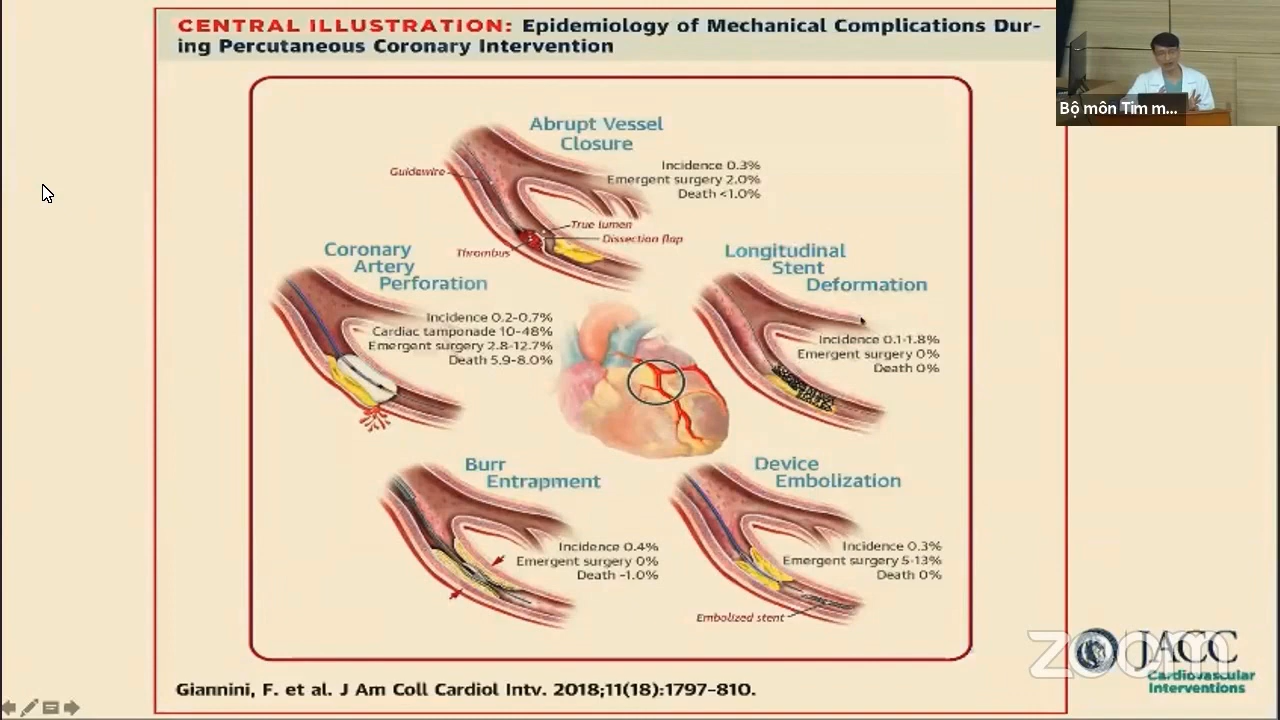 CENTRAL ILLUSTRATION: Epidemiology of Mechanical Complications Dur-
ing Percutaneous Coronary Intervention
Bộ môn Tim m...
Abrupt Vessel
Closure
Incidence 0.3%
Emergent surgery 2.0%
Death <1.0%
Guidewire
True lumen
Dissection flap
Thrombus
Coronary
Artery
Perforation
Incidence 0.2-0.7%
Cardiac tamponade 10-48%
Emergent surgery 2.8-12.7%
Death 5.9-8.0%
Longitudinal
Stent
Deformation
Incidence 0.1-1.8%
Emergent surgery 0%
Death 0%
Burr
Entrapment
Incidence 0.4%
Emergent surgery 0%
Death ~1.0%
Device
Embolization
Incidence 0.3%
Emergent surgery 5-13%
Death 0%
Embolized stent
zoom
JACC
Cardiovascular
Interventions
Giannini, F. et al. J Am Coll Cardiol Intv. 2018;11(18):1797–810.